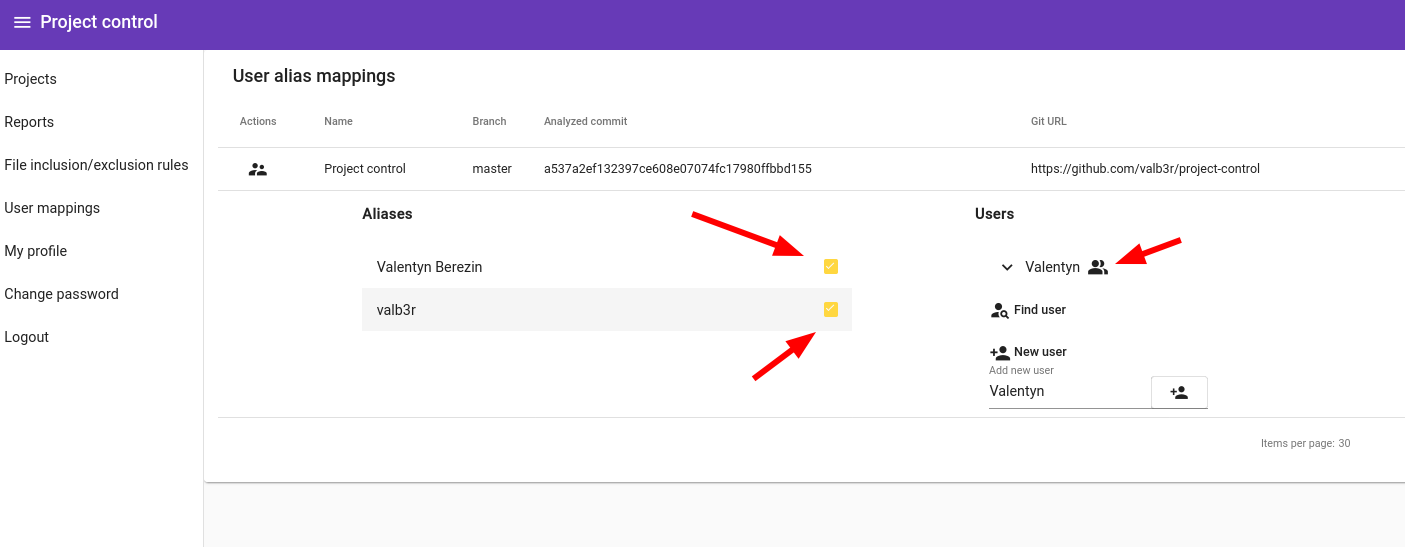 Project control
Projects
Reports
File inclusion/exclusion rules
User mappings
My profile
Change password
Logout
User alias mappings
Actions Name Branch Analyzed commit Git URL
Project control master a537a2ef132397ce608e07074fc17980ffbbd155 https://github.com/valb3r/project-control
Aliases Users
Valentyn Berezin Valentyn
valb3r Find user
New user
Add new user
Valentyn
Items per page: 30